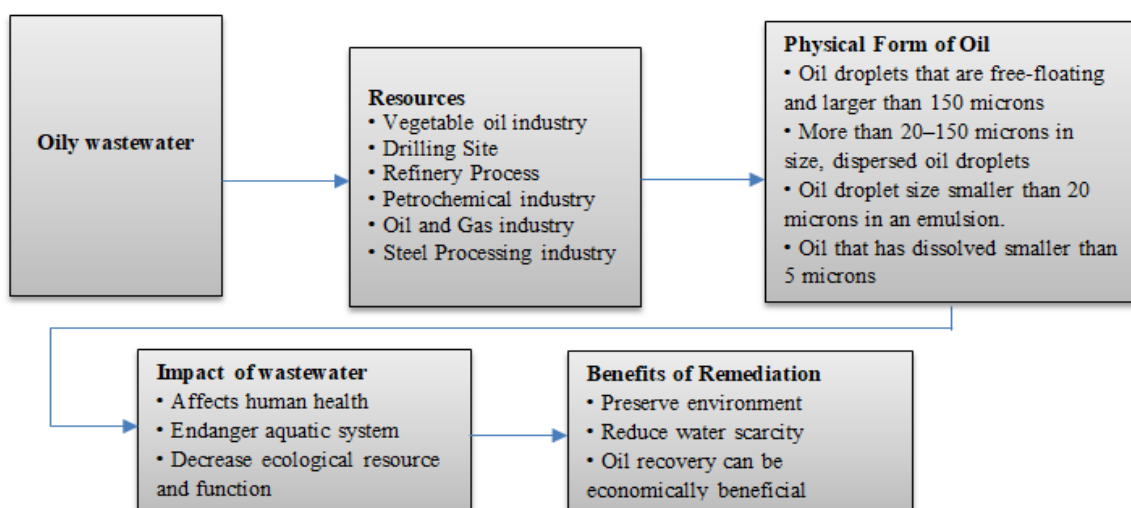 Oily wastewater
Resources
• Vegetable oil industry
• Drilling Site
• Refinery Process
• Petrochemical industry
• Oil and Gas industry
• Steel Processing industry
Physical Form of Oil
• Oil droplets that are free-floating
and larger than 150 microns
• More than 20–150 microns in
size, dispersed oil droplets
• Oil droplet size smaller than 20
microns in an emulsion.
• Oil that has dissolved smaller than
5 microns
Impact of wastewater
• Affects human health
• Endanger aquatic system
• Decrease ecological resource
and function
Benefits of Remediation
• Preserve environment
• Reduce water scarcity
• Oil recovery can be
economically beneficial